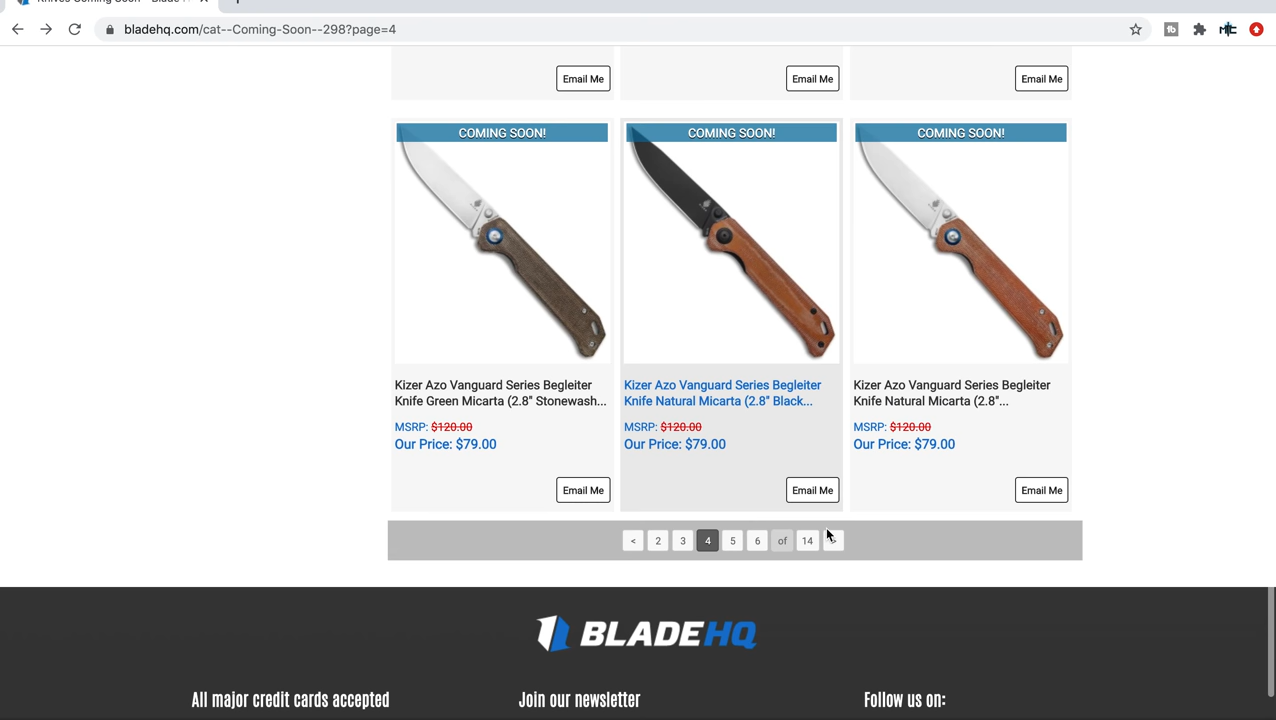 Knives Coming Soon - Blade H
bladehq.com/cat--Coming-Soon--298?page=4
Email Me
Email Me
Email Me
COMING SOON!
COMING SOON!
COMING SOON!
Kizer Azo Vanguard Series Begleiter
Knife Green Micarta (2.8" Stonewash...
Kizer Azo Vanguard Series Begleiter
Knife Natural Micarta (2.8" Black...
Kizer Azo Vanguard Series Begleiter
Knife Natural Micarta (2.8"...
MSRP: $120.00
Our Price: $79.00
MSRP: $120.00
Our Price: $79.00
MSRP: $120.00
Our Price: $79.00
Email Me
Email Me
Email Me
< 2 3 4 5 6 of 14
BLADEHQ
All major credit cards accepted
Join our newsletter
Follow us on: